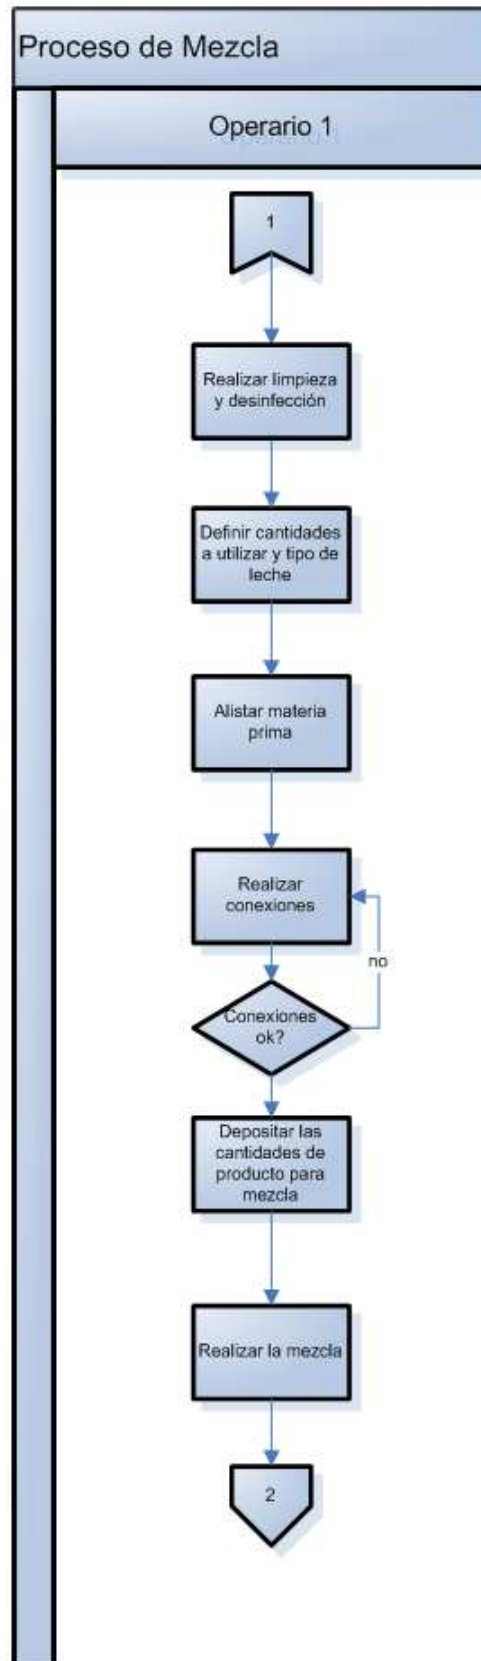 Proceso de Mezcla
Operario 1
1
Realizar limpieza
y desinfección
Definir cantidades
a utilizar y tipo de
leche
Alistar materia
prima
Realizar
conexiones
no
Conexiones
ok?
Depositar las
cantidades de
producto para
mezcla
Realizar la mezcla
2